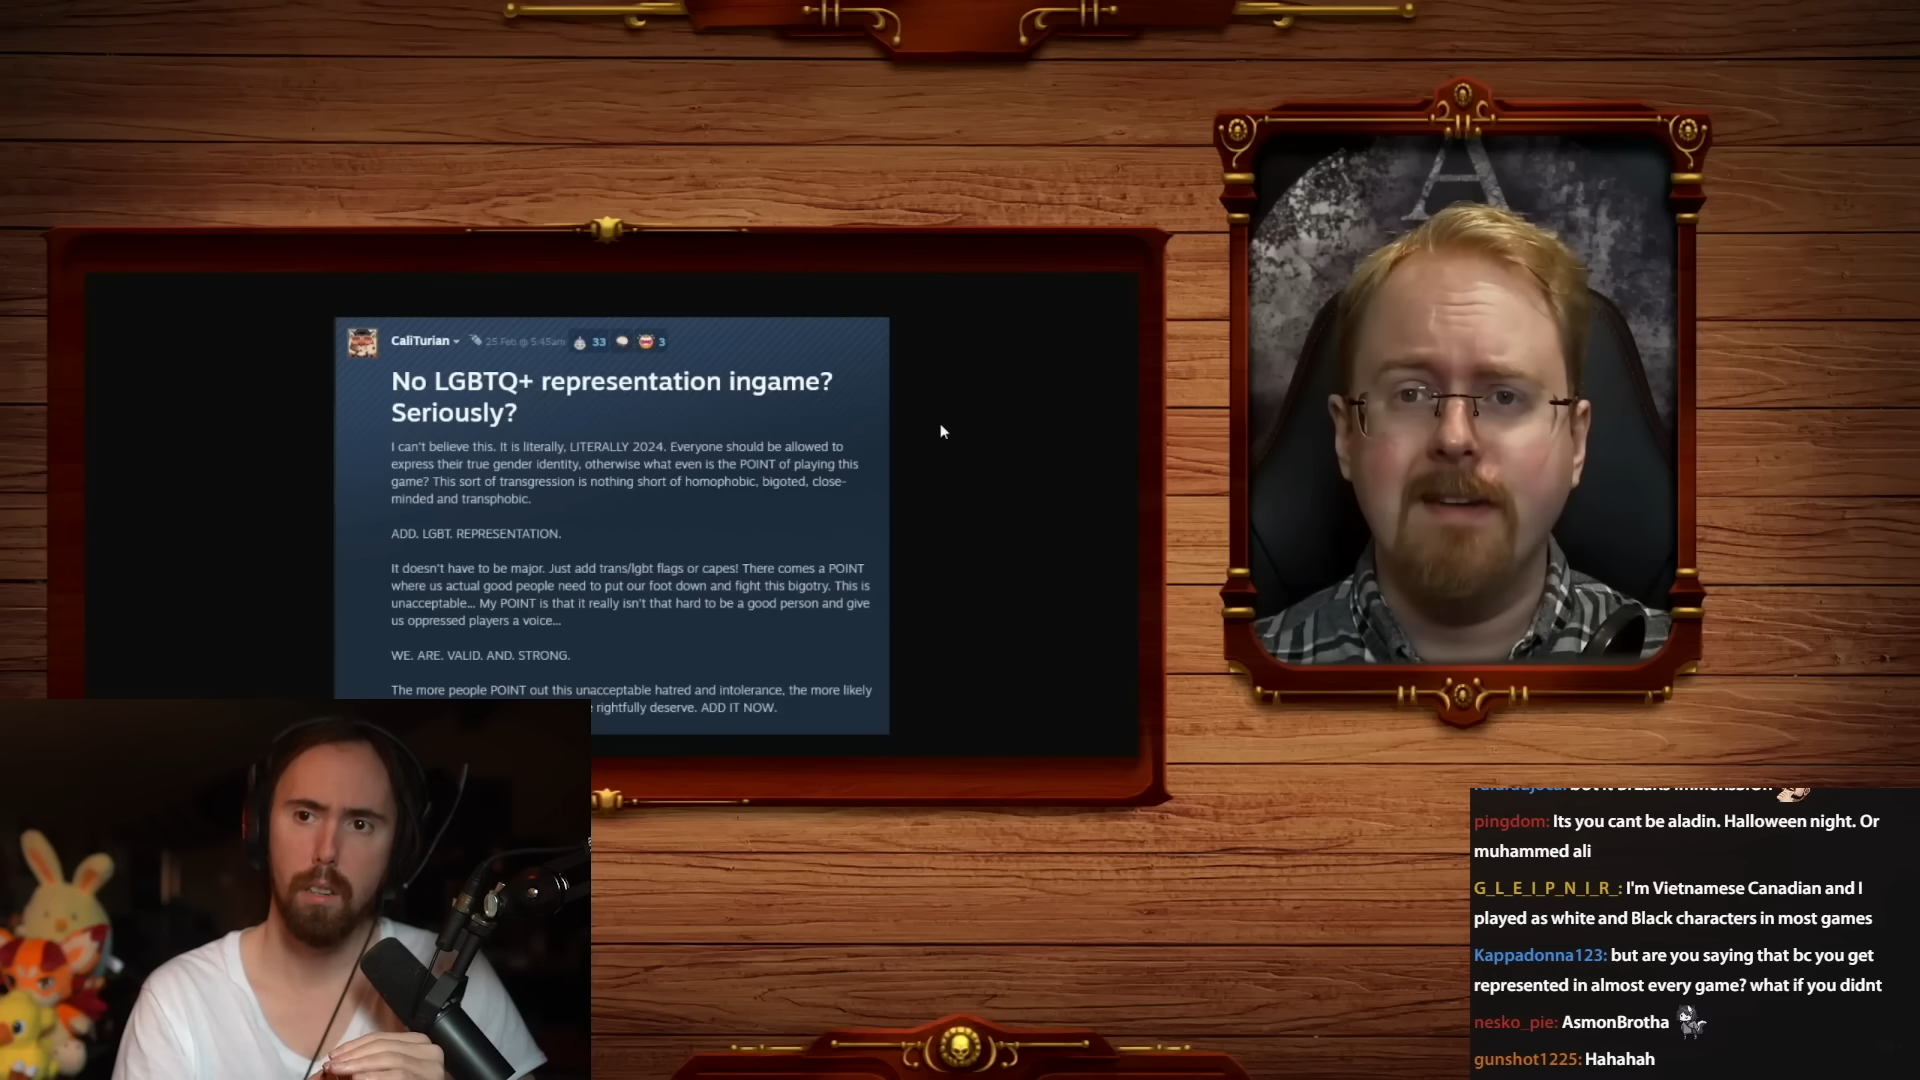 A
CaliTurian 25 Feb @ 5:45am 33 3
No LGBTQ+ representation ingame?
Seriously?
I can't believe this. It is literally, LITERALLY 2024. Everyone should be allowed to
express their true gender identity, otherwise what even is the POINT of playing this
game? This sort of transgression is nothing short of homophobic, bigoted, close-
minded and transphobic.
ADD. LGBT. REPRESENTATION.
It doesn't have to be major. Just add trans/lgbt flags or capes! There comes a POINT
where us actual good people need to put our foot down and fight this bigotry. This is
unacceptable... My POINT is that it really isn't that hard to be a good person and give
us oppressed players a voice...
WE. ARE. VALID. AND. STRONG.
The more people POINT out this unacceptable hatred and intolerance, the more likely
rightfully deserve. ADD IT NOW.
pingdom: Its you cant be aladin. Halloween night. Or
muhammed ali
G_L_E_I_P_N_I_R_: I'm Vietnamese Canadian and I
played as white and Black characters in most games
Kappadonna123: but are you saying that bc you get
represented in almost every game? what if you didnt
nesko_pie: AsmonBrotha
gunshot1225: Hahahah